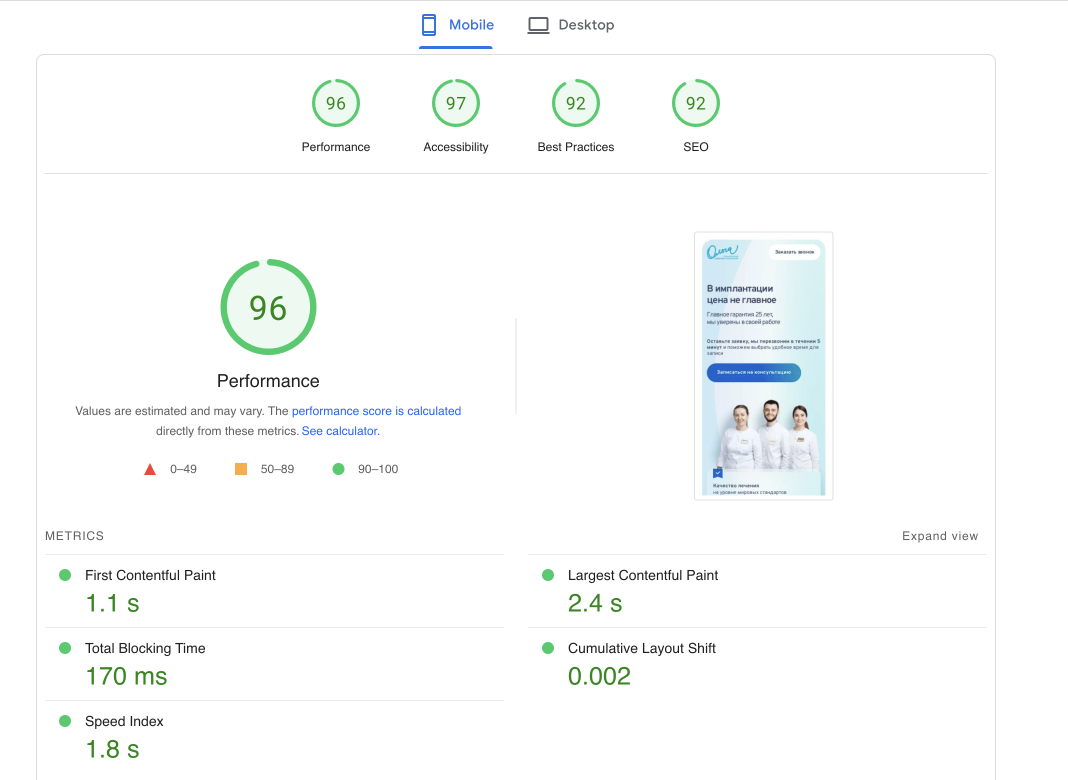 Mobile
Desktop
96
97
92
92
Performance
Accessibility
Best Practices
SEO
96
Performance
Values are estimated and may vary. The performance score is calculated
directly from these metrics. See calculator.
0–49
50–89
90–100
Заказать звонок
В имплантации
цена не главное
Главное гарантия 25 лет,
мы уверены в своей работе
Оставьте заявку, мы перезвоним в течении 5
минут и поможем выбрать удобное время для
записи
Записаться на консультацию
Качество лечения
на уровне мировых стандартов
METRICS
Expand view
First Contentful Paint
1.1 s
Largest Contentful Paint
2.4 s
Total Blocking Time
170 ms
Cumulative Layout Shift
0.002
Speed Index
1.8 s